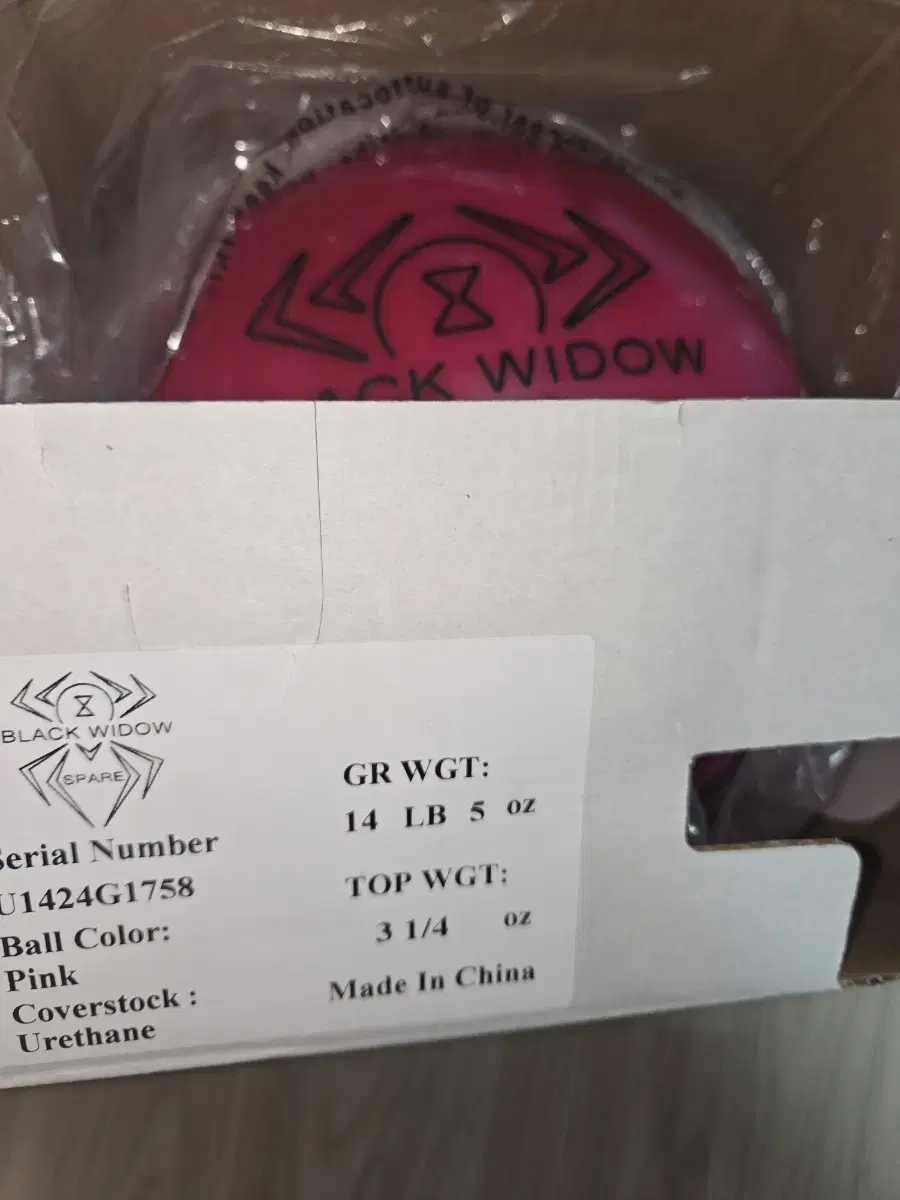 WIDOW
BLACK WIDOW
SPARE
Serial Number
U1424G1758
Ball Color:
Pink
Coverstock :
Urethane
GR WGT:
14 LB 5 oz
TOP WGT:
3 1/4 oz
Made In China